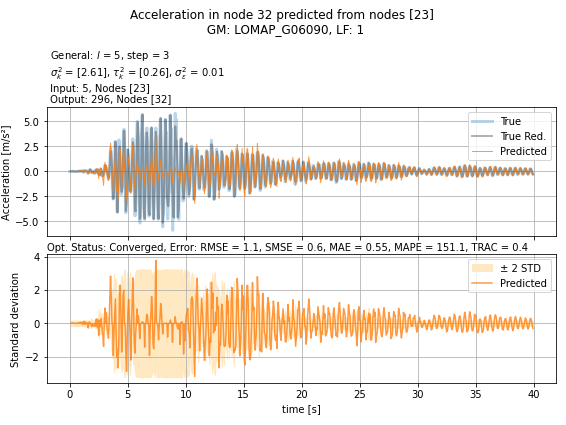 Acceleration in node 32 predicted from nodes [23]
GM: LOMAP_G06090, LF: 1
General: l = 5, step = 3
σ²ₖ = [2.61], τ²ₖ = [0.26], σ²ₑ = 0.01
Input: 5, Nodes [23]
Output: 296, Nodes [32]
Acceleration [m/s²]
5.0
2.5
0.0
−2.5
−5.0
True
True Red.
Predicted
Opt. Status: Converged, Error: RMSE = 1.1, SMSE = 0.6, MAE = 0.55, MAPE = 151.1, TRAC = 0.4
Standard deviation
4
2
0
−2
± 2 STD
Predicted
0
5
10
15
20
25
30
35
40
time [s]